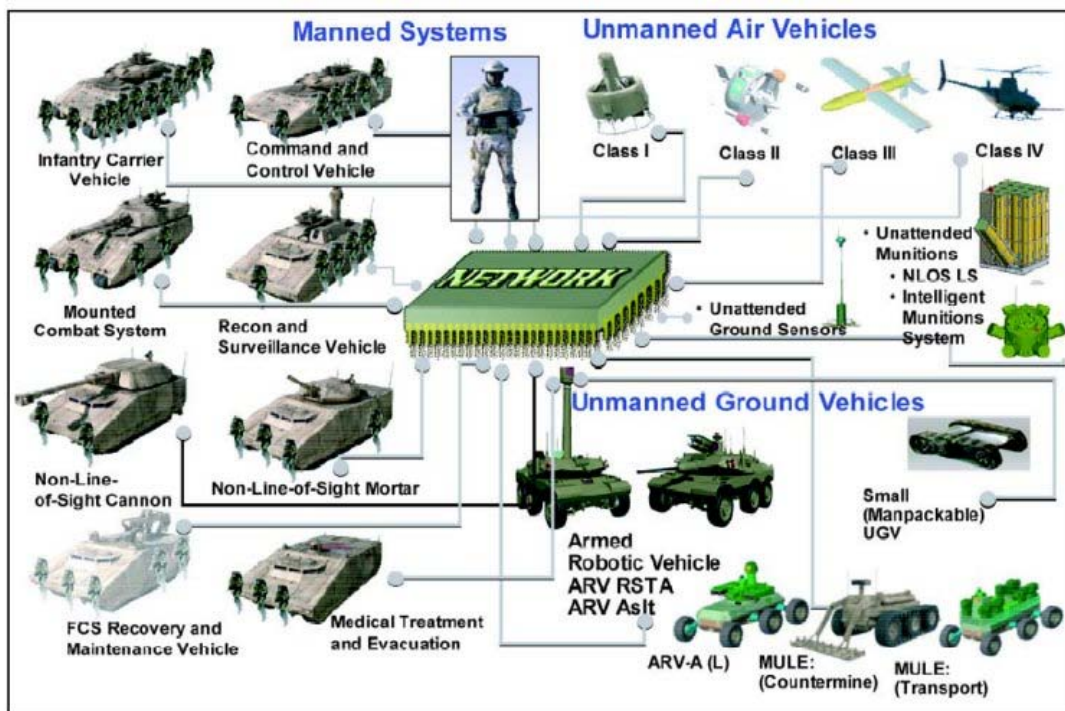 Manned Systems
Unmanned Air Vehicles
Infantry Carrier
Vehicle
Command and
Control Vehicle
Class I
Class II
Class III
Class IV
Mounted
Combat System
Recon and
Surveillance Vehicle
NETWORK
• Unattended
Ground Sensors
• Unattended
Munitions
• NLOS LS
• Intelligent
Munitions
System
Unmanned Ground Vehicles
Non-Line-
of-Sight Cannon
Non-Line-of-Sight Mortar
Small
(Manpackable)
UGV
FCS Recovery and
Maintenance Vehicle
Medical Treatment
and Evacuation
Armed
Robotic Vehicle
ARV RSTA
ARV Aslt
ARV-A (L)
MULE:
(Countermine)
MULE:
(Transport)